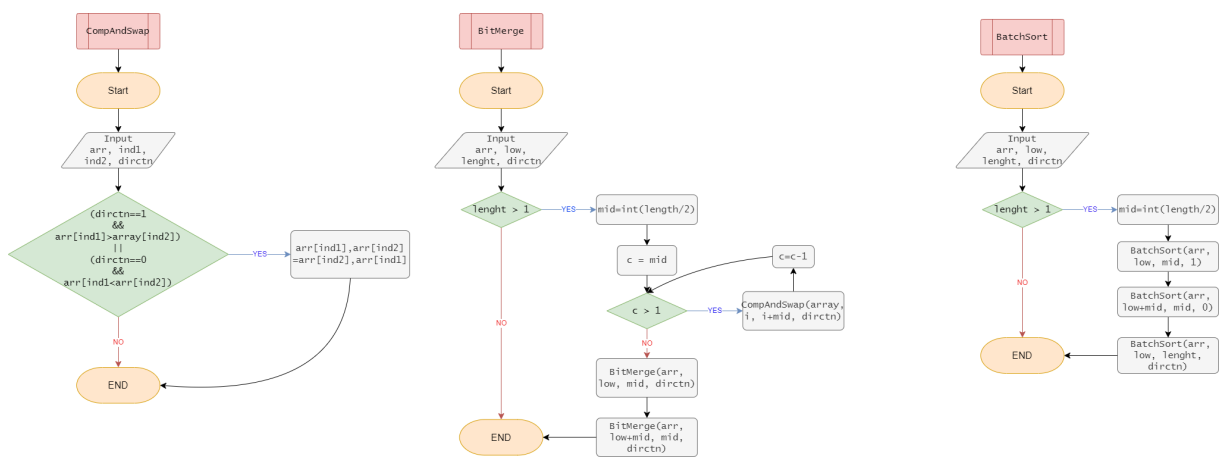 CompAndSwap
Start
Input
arr, ind1,
ind2, dirctn
(dirctn==1
&&
arr[ind1]>array[ind2])
||
(dirctn==0
&&
arr[ind1<arr[ind2])
YES
arr[ind1],arr[ind2]
=arr[ind2],arr[ind1]
NO
END
BitMerge
Start
Input
arr, low,
lenght, dirctn
lenght > 1
YES
mid=int(length/2)
c = mid
c=c-1
c > 1
YES
CompAndSwap(array,
i, i+mid, dirctn)
NO
NO
BitMerge(arr,
low, mid, dirctn)
BitMerge(arr,
low+mid, mid,
dirctn)
END
BatchSort
Start
Input
arr, low,
lenght, dirctn
lenght > 1
YES
mid=int(length/2)
BatchSort(arr,
low, mid, 1)
NO
BatchSort(arr,
low+mid, mid, 0)
BatchSort(arr,
low, lenght,
dirctn)
END